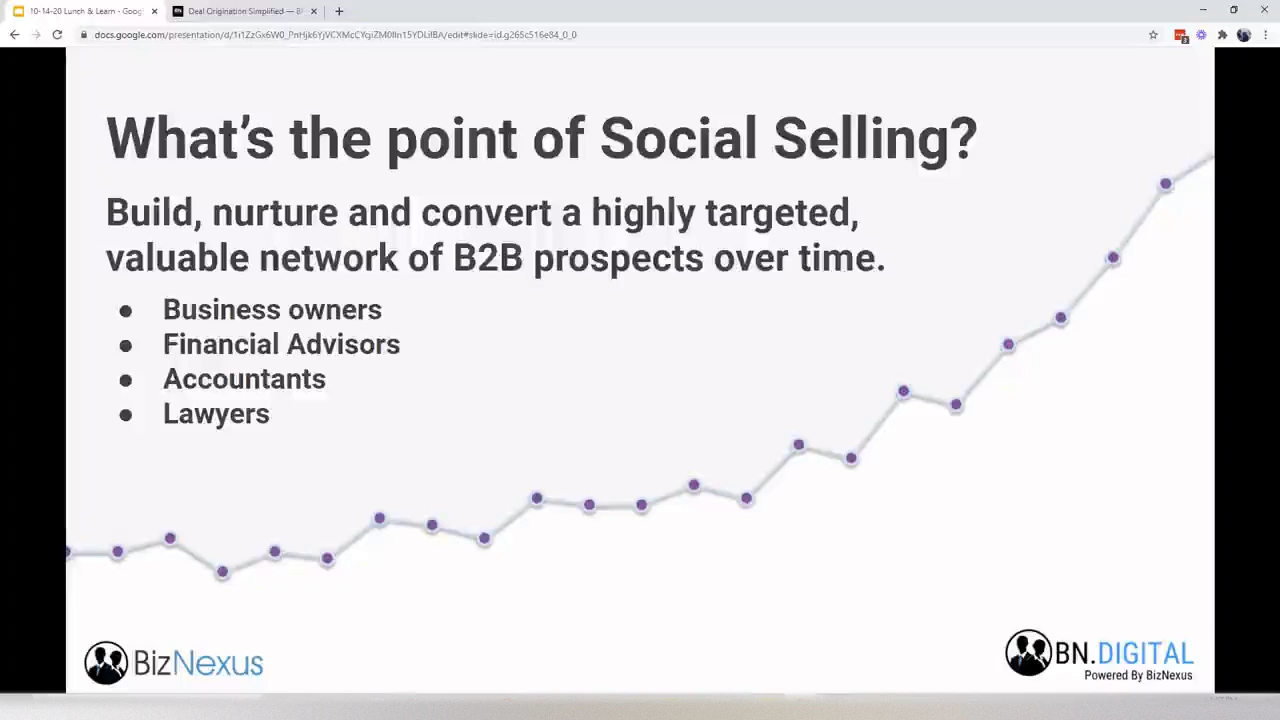 10-14-20 Lunch & Learn - Goog
Deal Origination Simplified — B
What's the point of Social Selling?
Build, nurture and convert a highly targeted,
valuable network of B2B prospects over time.
● Business owners
● Financial Advisors
● Accountants
● Lawyers
BizNexus
BN.DIGITAL
Powered By BizNexus